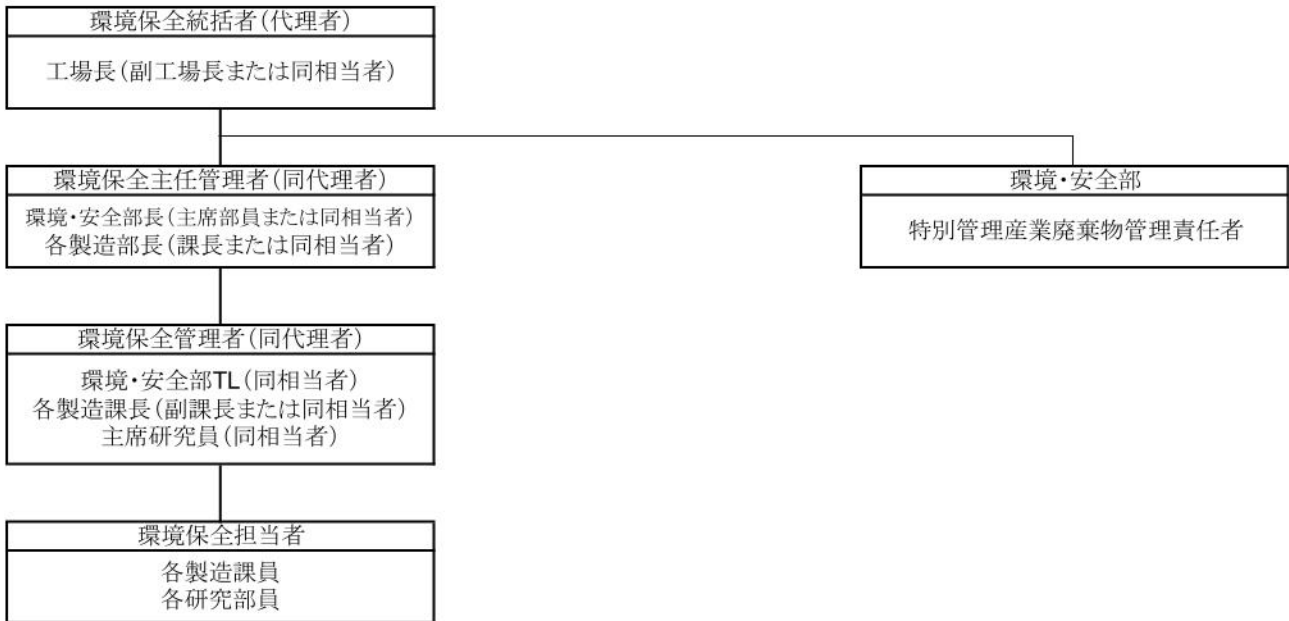 環境保全統括者(代理者)
工場長(副工場長または同相当者)
環境保全主任管理者(同代理者)
環境・安全部長(主席部員または同相当者)
各製造部長(課長または同相当者)
環境・安全部
特別管理産業廃棄物管理責任者
環境保全管理者(同代理者)
環境・安全部TL(同相当者)
各製造課長(副課長または同相当者)
主席研究員(同相当者)
環境保全担当者
各製造課員
各研究部員